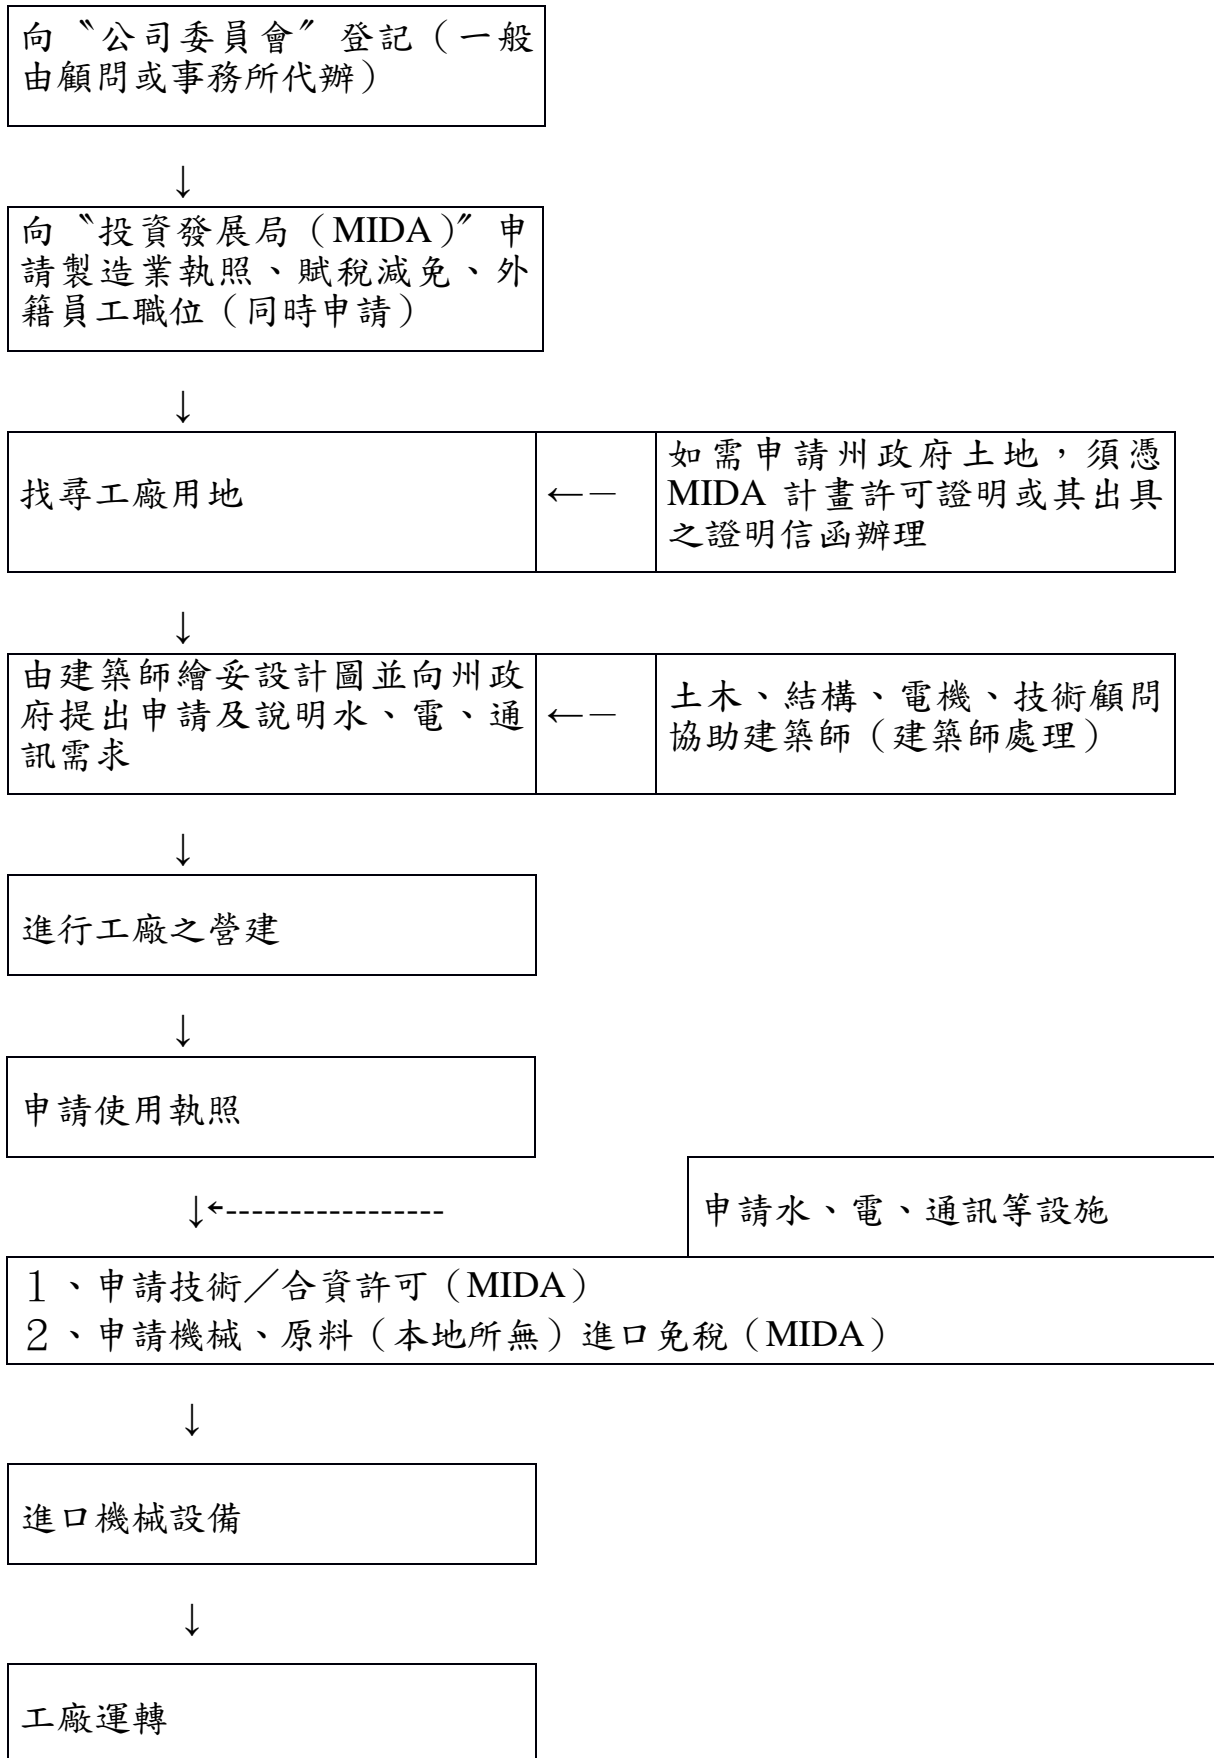 向〝公司委員會〞登記（一般
由顧問或事務所代辦）
↓
向〝投資發展局（MIDA）〞申
請製造業執照、賦稅減免、外
籍員工職位（同時申請）
↓
找尋工廠用地
←－
如需申請州政府土地，須憑
MIDA 計畫許可證明或其出具
之證明信函辦理
↓
由建築師繪妥設計圖並向州政
府提出申請及說明水、電、通
訊需求
←－
土木、結構、電機、技術顧問
協助建築師（建築師處理）
↓
進行工廠之營建
↓
申請使用執照
↓←-----------------
申請水、電、通訊等設施
１、申請技術／合資許可（MIDA）
２、申請機械、原料（本地所無）進口免稅（MIDA）
↓
進口機械設備
↓
工廠運轉